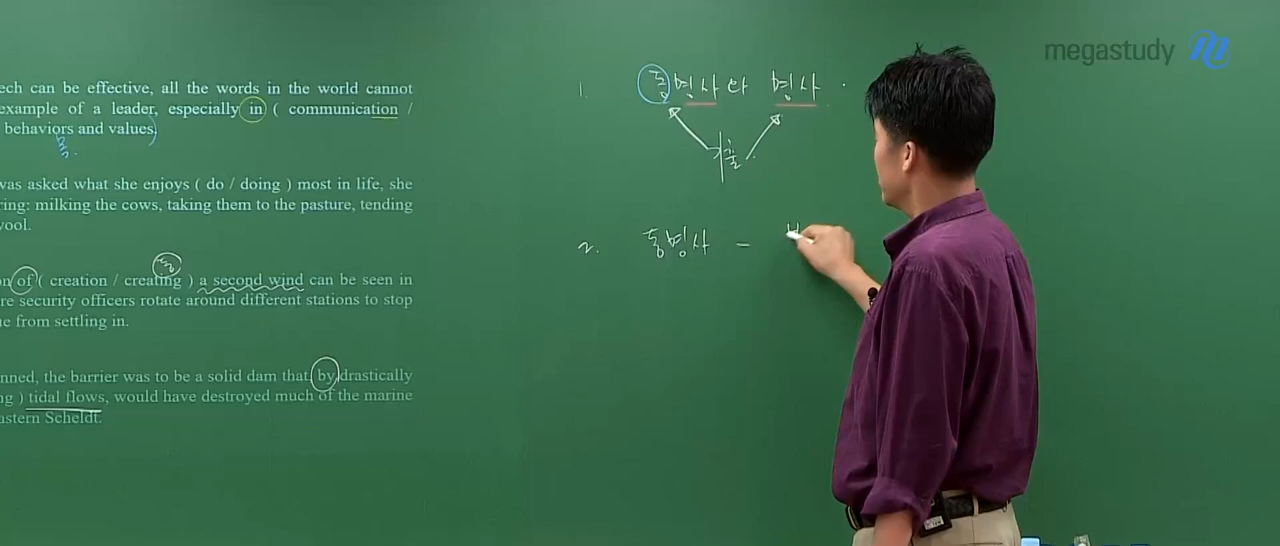 ech can be effective, all the words in the world cannot
example of a leader, especially in ( communication /
behaviors and values
동
was asked what she enjoys ( do / doing ) most in life, she
ring: milking the cows, taking them to the pasture, tending
wool.
동
n of ( creation / creating ) a second wind can be seen in
re security officers rotate around different stations to stop
e from settling in.
nned, the barrier was to be a solid dam that, by drastically
ng ) tidal flows, would have destroyed much of the marine
astern Scheldt.
megastudy
1. 동명사와 명사.
2. 동명사 -